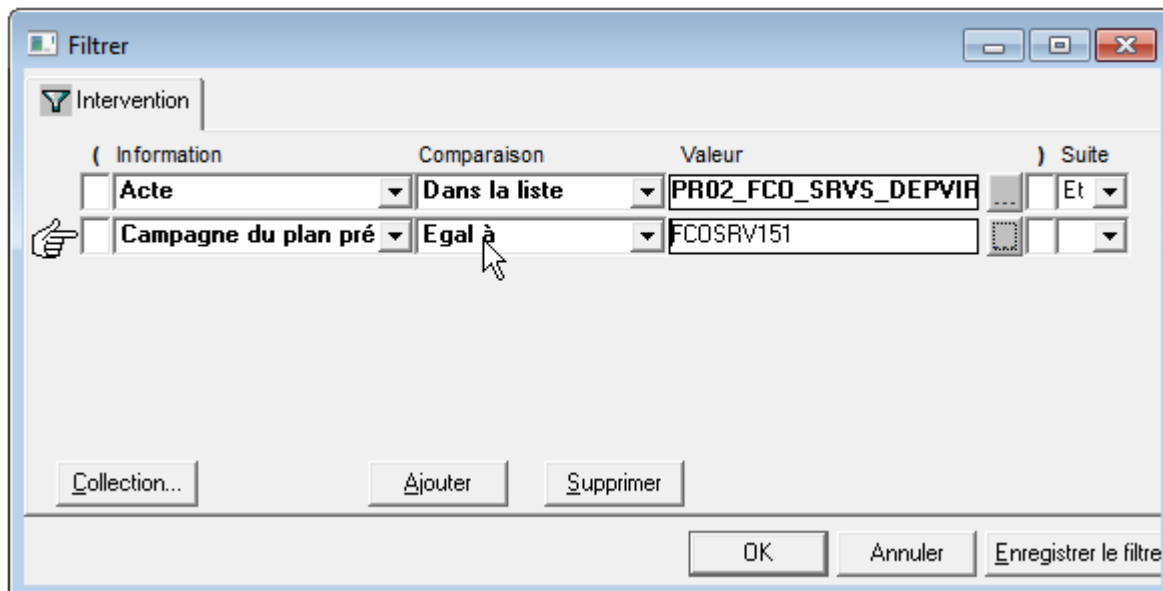 Filtrer
Intervention
( Information Comparaison Valeur ) Suite
Acte Dans la liste PR02_FCO_SRVS_DEPVIR ... Et
Campagne du plan pré Egal à FCOSRV151 ...
Collection... Ajouter Supprimer
OK Annuler Enregistrer le filtre